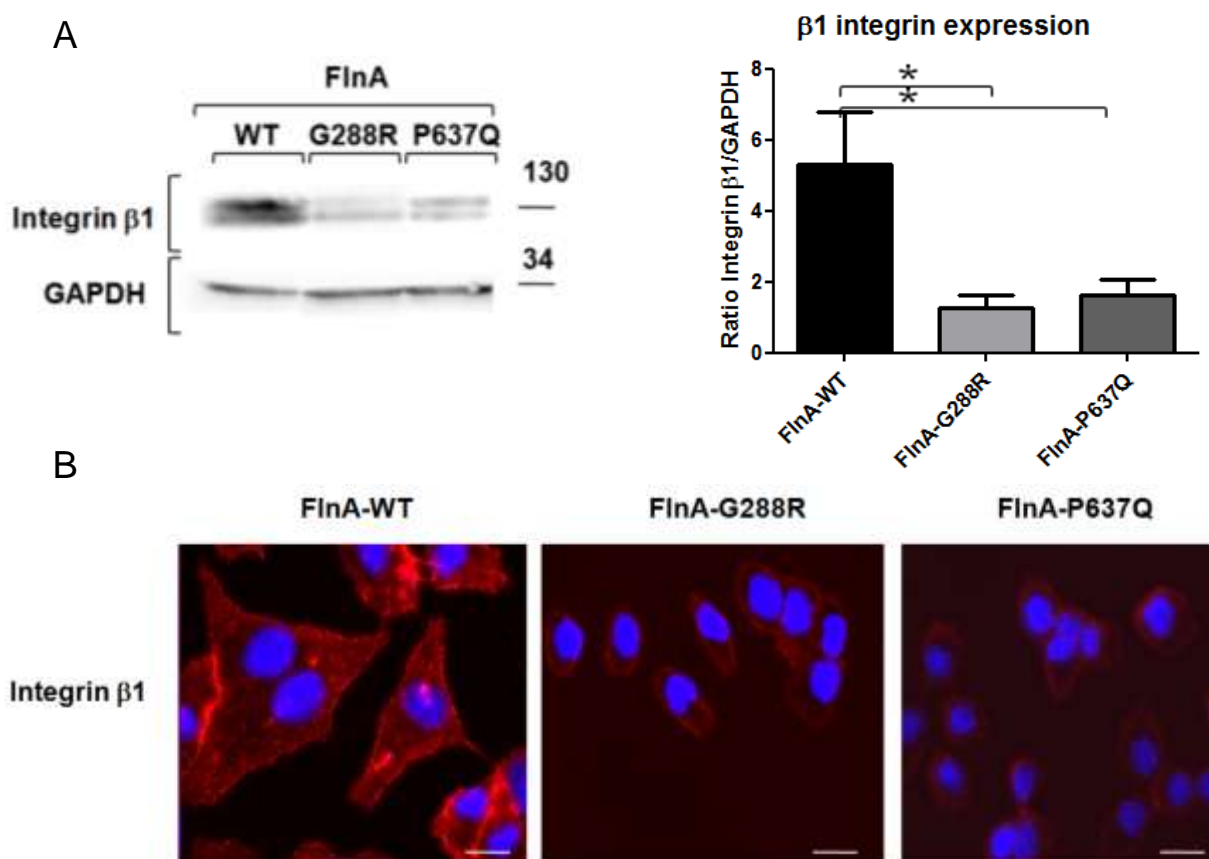 A
FlnA
WT G288R P637Q
130
Integrin β1
34
GAPDH
β1 integrin expression
Ratio Integrin β1/GAPDH
8
6
4
2
0
*
*
FlnA-WT
FlnA-G288R
FlnA-P637Q
B
FlnA-WT FlnA-G288R FlnA-P637Q
Integrin β1